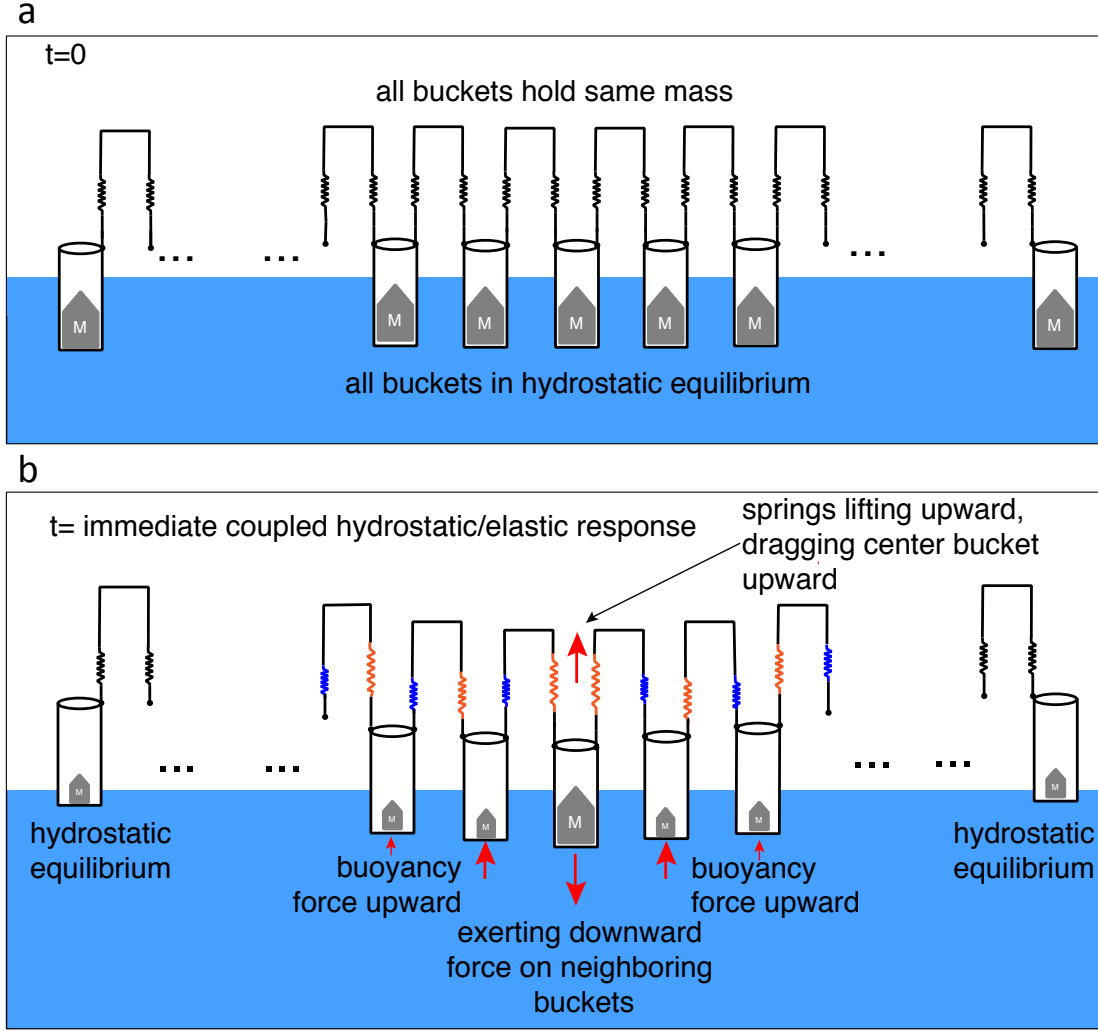 a
t=0
all buckets hold same mass
... ... ...
M M M M M M M
all buckets in hydrostatic equilibrium
b
t= immediate coupled hydrostatic/elastic response
springs lifting upward,
dragging center bucket
upward
... ... ... ...
M M M M M M M
hydrostatic
equilibrium
buoyancy
force upward
exerting downward
force on neighboring
buckets
buoyancy
force upward
hydrostatic
equilibrium